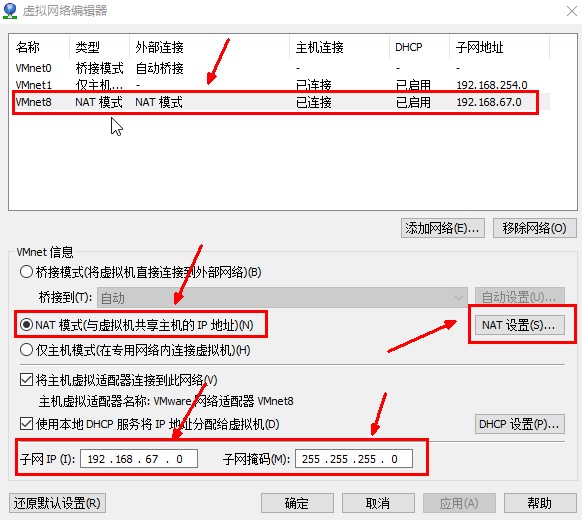 虚拟网络编辑器
名称 类型 外部连接 主机连接 DHCP 子网地址
VMnet0 桥接模式 自动桥接 - - -
VMnet1 仅主机... - 已连接 已启用 192.168.254.0
VMnet8 NAT 模式 NAT 模式 已连接 已启用 192.168.67.0
添加网络(E)... 移除网络(O)
VMnet 信息
桥接模式(将虚拟机直接连接到外部网络)(B)
桥接到(T): 自动 自动设置(U)...
NAT 模式(与虚拟机共享主机的 IP 地址)(N) NAT 设置(S)...
仅主机模式(在专用网络内连接虚拟机)(H)
将主机虚拟适配器连接到此网络(V)
主机虚拟适配器名称: VMware 网络适配器 VMnet8
使用本地 DHCP 服务将 IP 地址分配给虚拟机(D) DHCP 设置(P)...
子网 IP (I): 192 . 168 . 67 . 0 子网掩码(M): 255 . 255 . 255 . 0
还原默认设置(R) 确定 取消 应用(A) 帮助